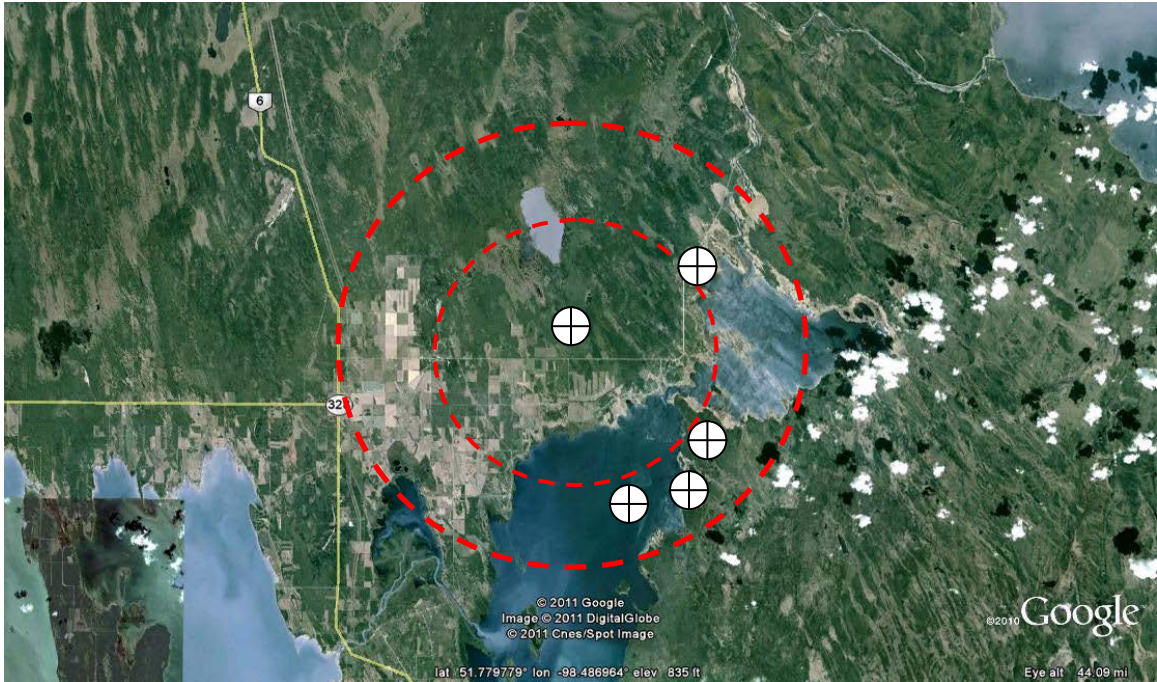 6
© 2011 Google
Image © 2011 DigitalGlobe
© 2011 Cnes/Spot Image
©2010 Google
lat 51.779779° lon -98.486964° elev 835 ft
Eye alt 44.09 mi